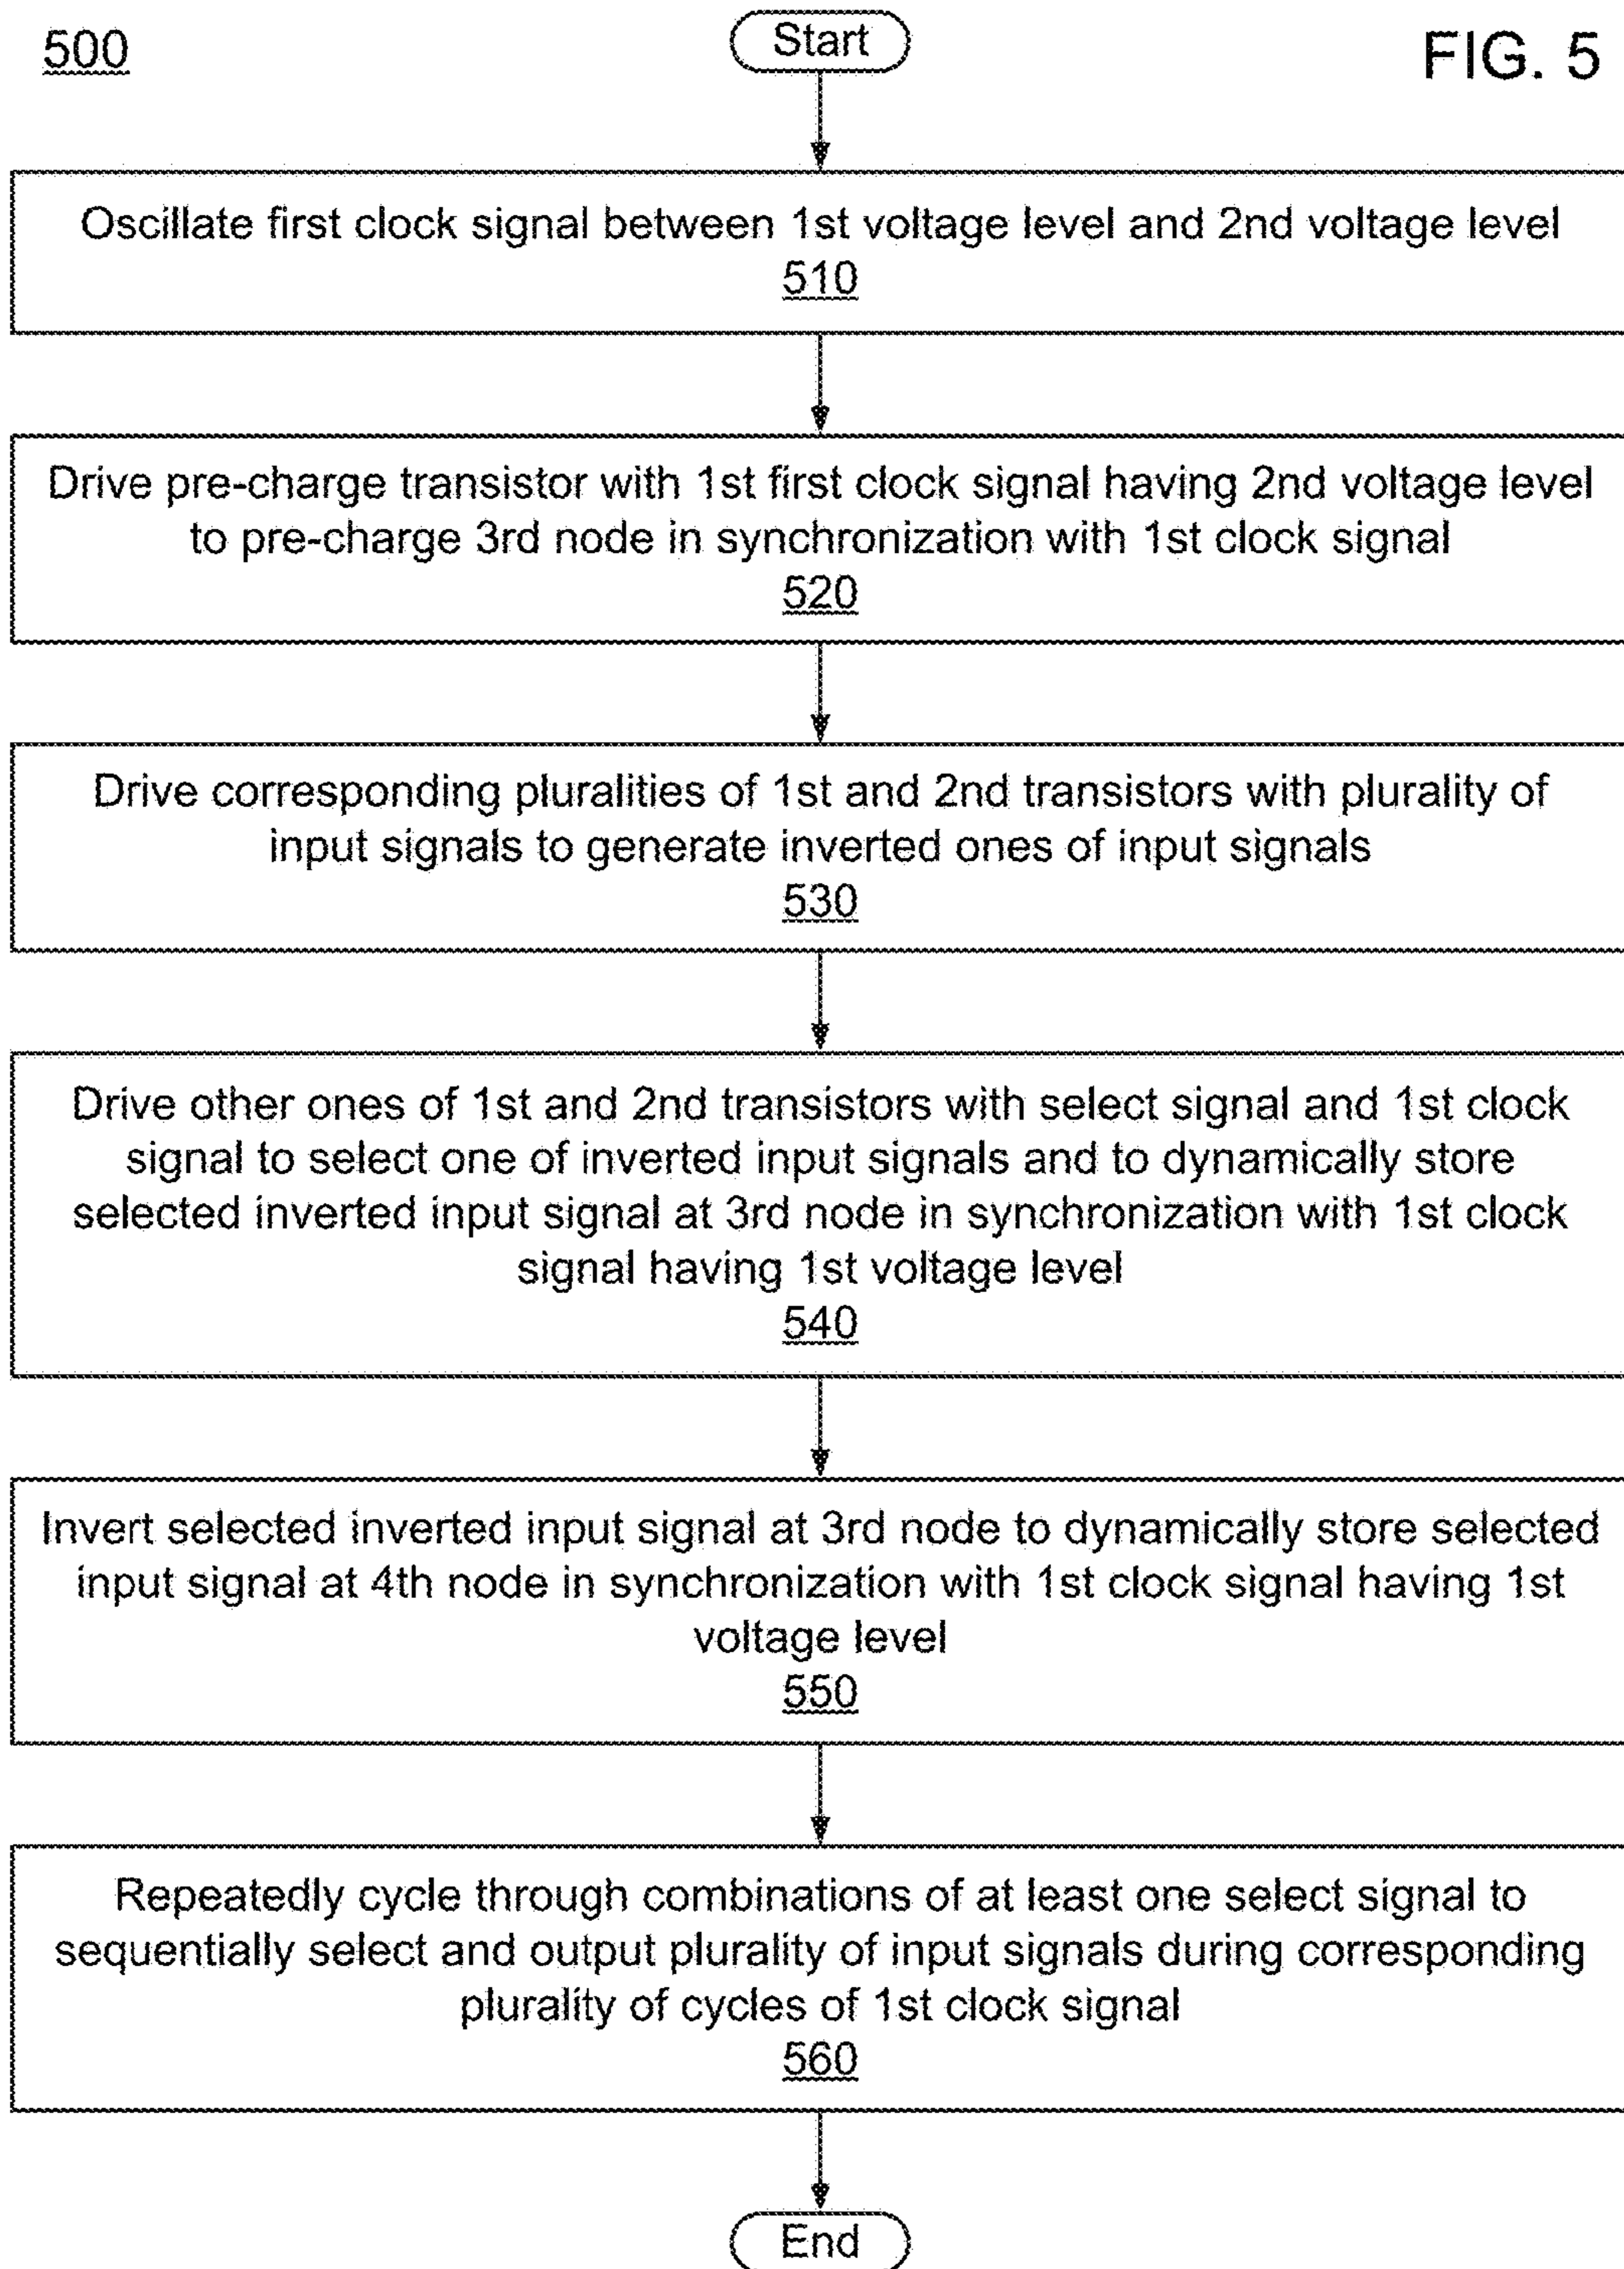 500
Start
FIG. 5
Oscillate first clock signal between 1st voltage level and 2nd voltage level
510
Drive pre-charge transistor with 1st first clock signal having 2nd voltage level
to pre-charge 3rd node in synchronization with 1st clock signal
520
Drive corresponding pluralities of 1st and 2nd transistors with plurality of
input signals to generate inverted ones of input signals
530
Drive other ones of 1st and 2nd transistors with select signal and 1st clock
signal to select one of inverted input signals and to dynamically store
selected inverted input signal at 3rd node in synchronization with 1st clock
signal having 1st voltage level
540
Invert selected inverted input signal at 3rd node to dynamically store selected
input signal at 4th node in synchronization with 1st clock signal having 1st
voltage level
550
Repeatedly cycle through combinations of at least one select signal to
sequentially select and output plurality of input signals during corresponding
plurality of cycles of 1st clock signal
560
End